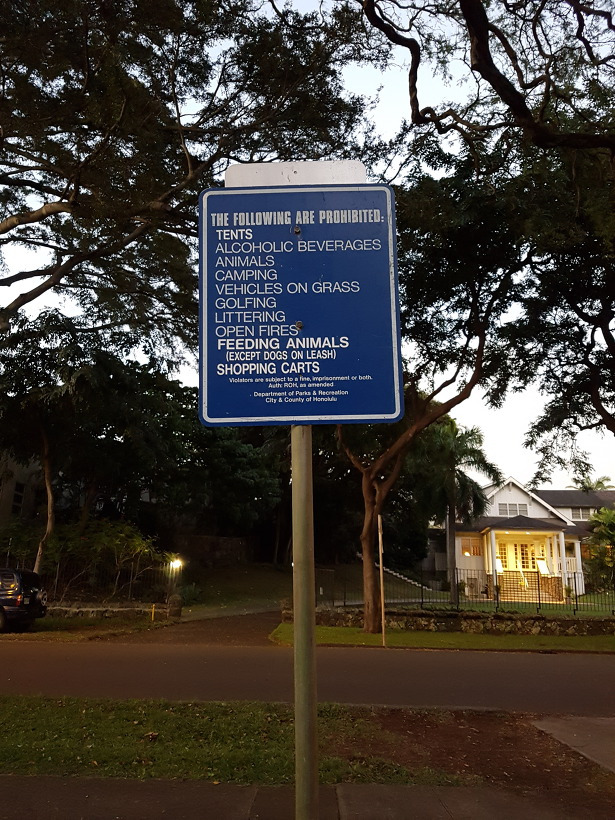 THE FOLLOWING ARE PROHIBITED:
TENTS
ALCOHOLIC BEVERAGES
ANIMALS
CAMPING
VEHICLES ON GRASS
GOLFING
LITTERING
OPEN FIRES
FEEDING ANIMALS
(EXCEPT DOGS ON LEASH)
SHOPPING CARTS
Violators are subject to a fine, imprisonment or both.
Auth: ROH, as amended
Department of Parks & Recreation
City & County of Honolulu